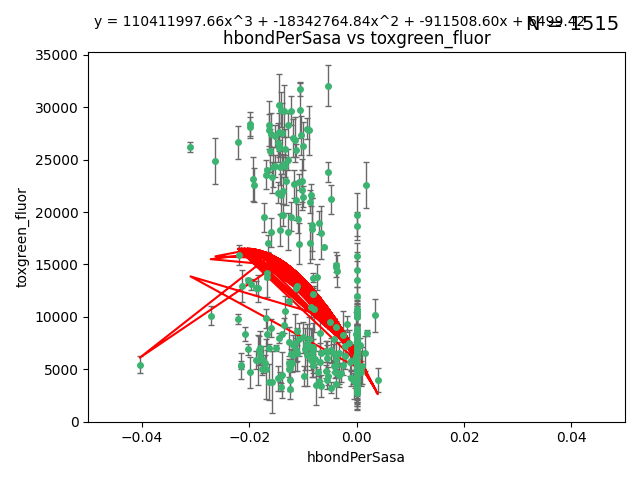 y = 110411997.66x^3 + -18342764.84x^2 + -911508.60x +
N = 1515
hbondPerSasa vs toxgreen_fluor
35000
30000
25000
20000
15000
10000
5000
0
toxgreen_fluor
−0.04
−0.02
0.00
0.02
0.04
hbondPerSasa